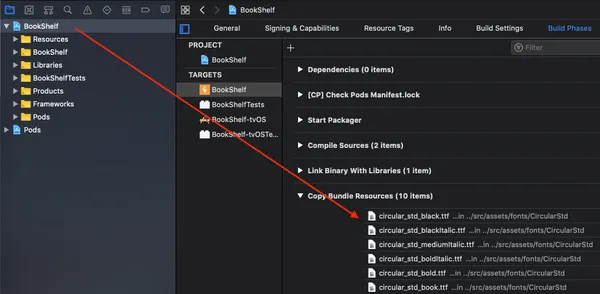 BookShelf
Resources
BookShelf
Libraries
BookShelfTests
Products
Frameworks
Pods
Pods
BookShelf
General
Signing & Capabilities
Resource Tags
Info
Build Settings
Build Phases
PROJECT
BookShelf
TARGETS
BookShelf
BookShelfTests
BookShelf-tvOS
BookShelf-tvOSTe...
+
Filter
Dependencies (0 items)
[CP] Check Pods Manifest.lock
Start Packager
Compile Sources (2 items)
Link Binary With Libraries (1 item)
Copy Bundle Resources (10 items)
circular_std_black.ttf ...in ../src/assets/fonts/CircularStd
circular_std_blackItalic.ttf ...in ../src/assets/fonts/CircularStd
circular_std_mediumItalic.ttf ...in ../src/assets/fonts/CircularStd
circular_std_boldItalic.ttf ...in ../src/assets/fonts/CircularStd
circular_std_bold.ttf ...in ../src/assets/fonts/CircularStd
circular_std_book.ttf ...in ../src/assets/fonts/CircularStd